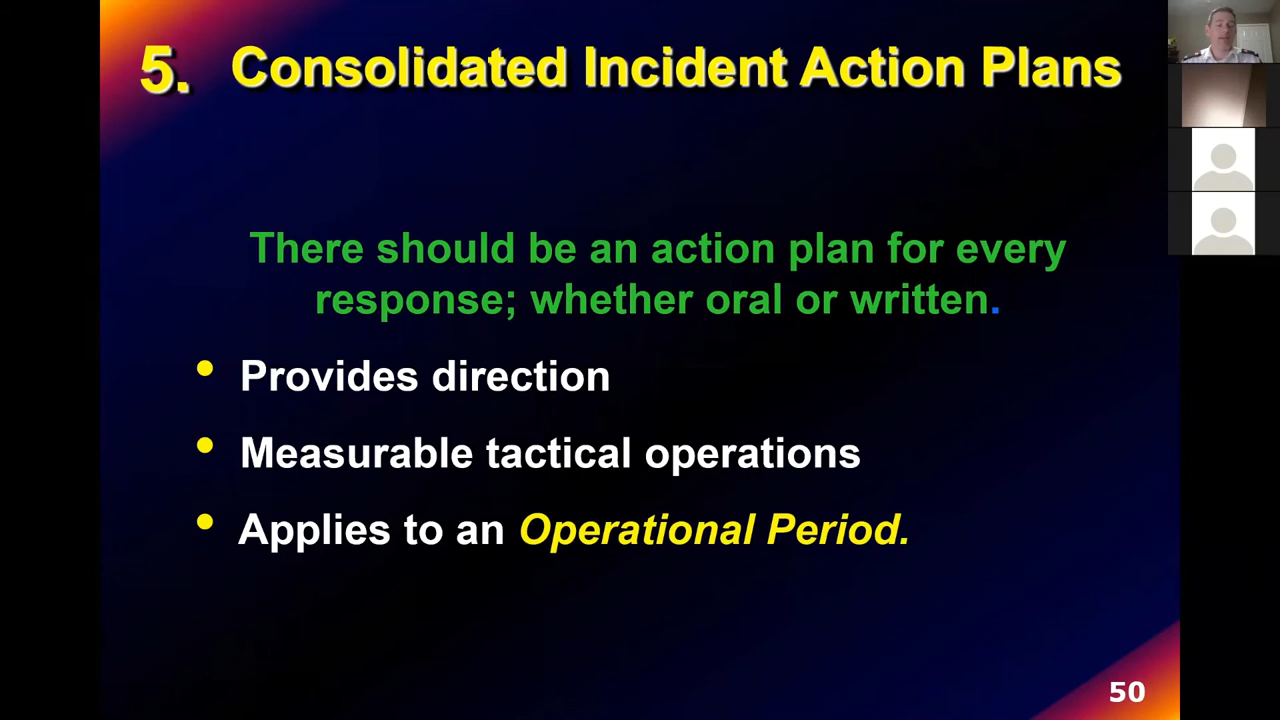 5. Consolidated Incident Action Plans
There should be an action plan for every
response; whether oral or written.
• Provides direction
• Measurable tactical operations
• Applies to an Operational Period.
50